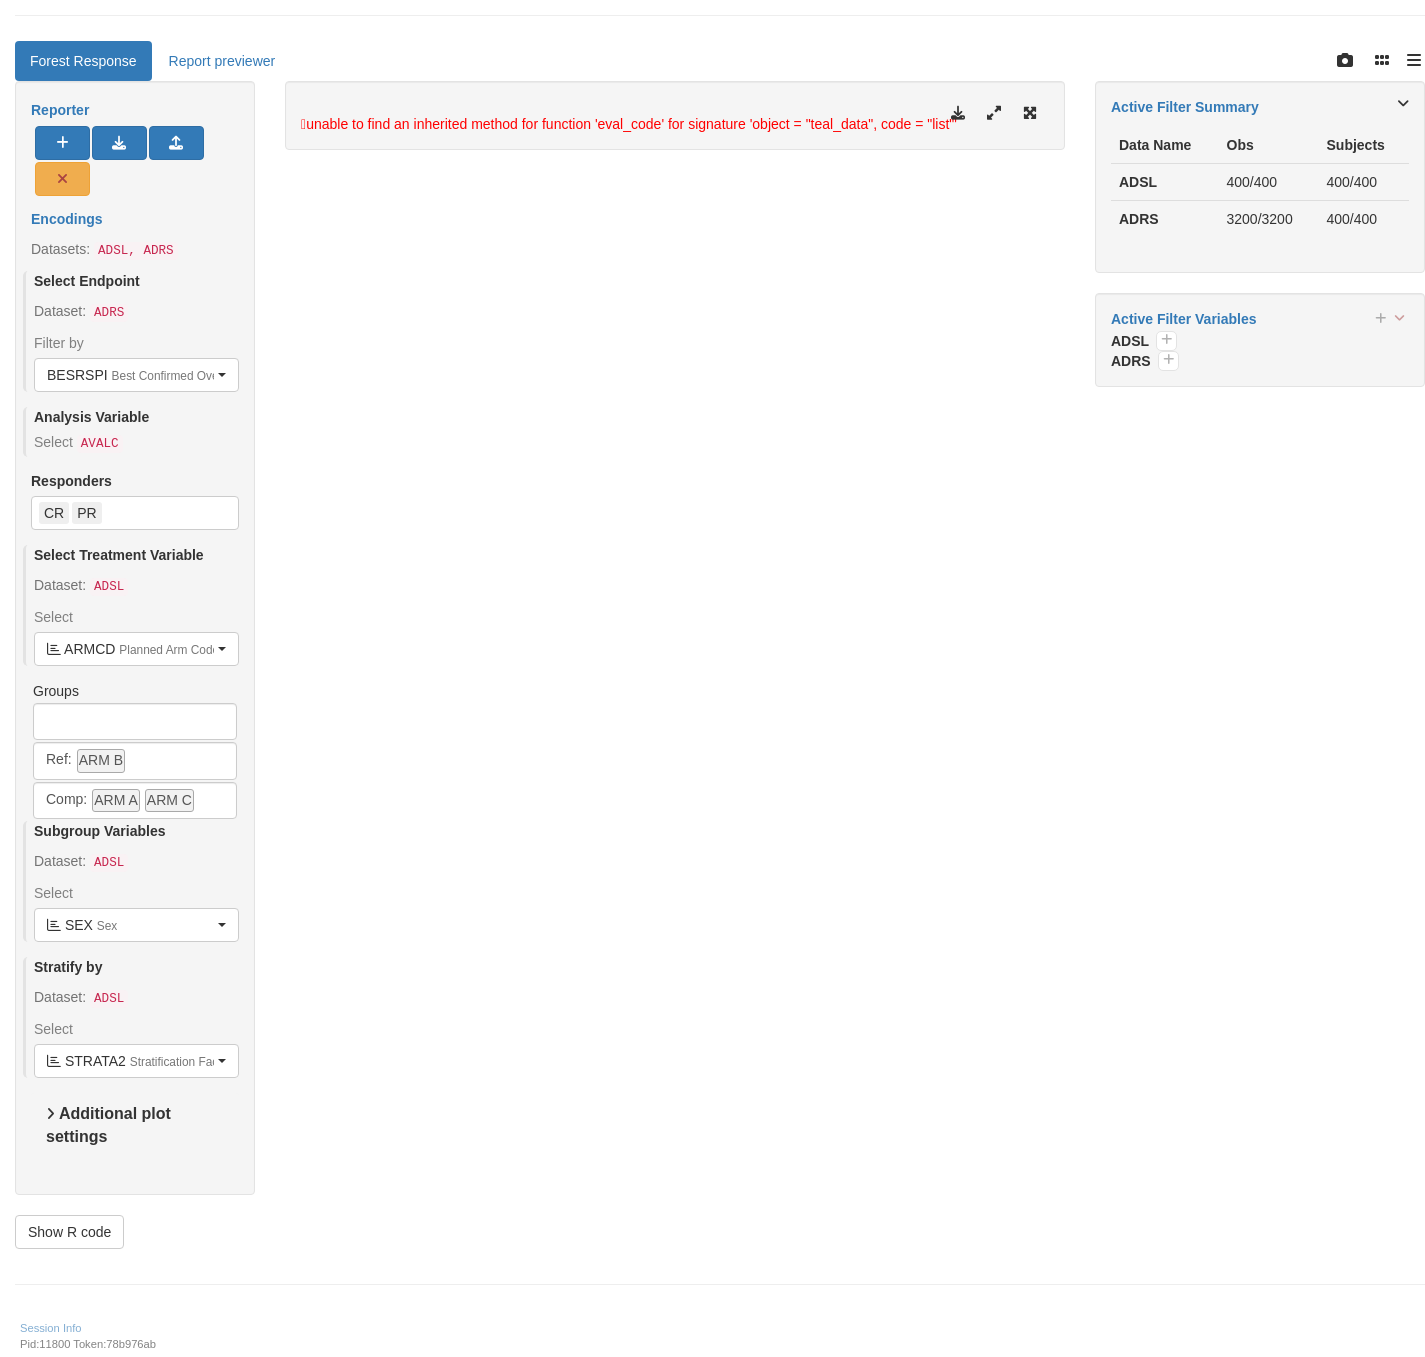 Forest Response
Report previewer
Reporter
Encodings
Datasets: ADSL, ADRS
Select Endpoint
Dataset: ADRS
Filter by
BESRSPI Best Confirmed Ove
Analysis Variable
Select AVALC
Responders
CR PR
Select Treatment Variable
Dataset: ADSL
Select
ARMCD Planned Arm Code
Groups
Ref: ARM B
Comp: ARM A ARM C
Subgroup Variables
Dataset: ADSL
Select
SEX Sex
Stratify by
Dataset: ADSL
Select
STRATA2 Stratification Fac
Additional plot
settings
Show R code
unable to find an inherited method for function 'eval_code' for signature 'object = "teal_data", code = "list"'
Active Filter Summary
Data Name Obs Subjects
ADSL 400/400 400/400
ADRS 3200/3200 400/400
Active Filter Variables
ADSL
ADRS
Session Info
Pid:11800 Token:78b976ab